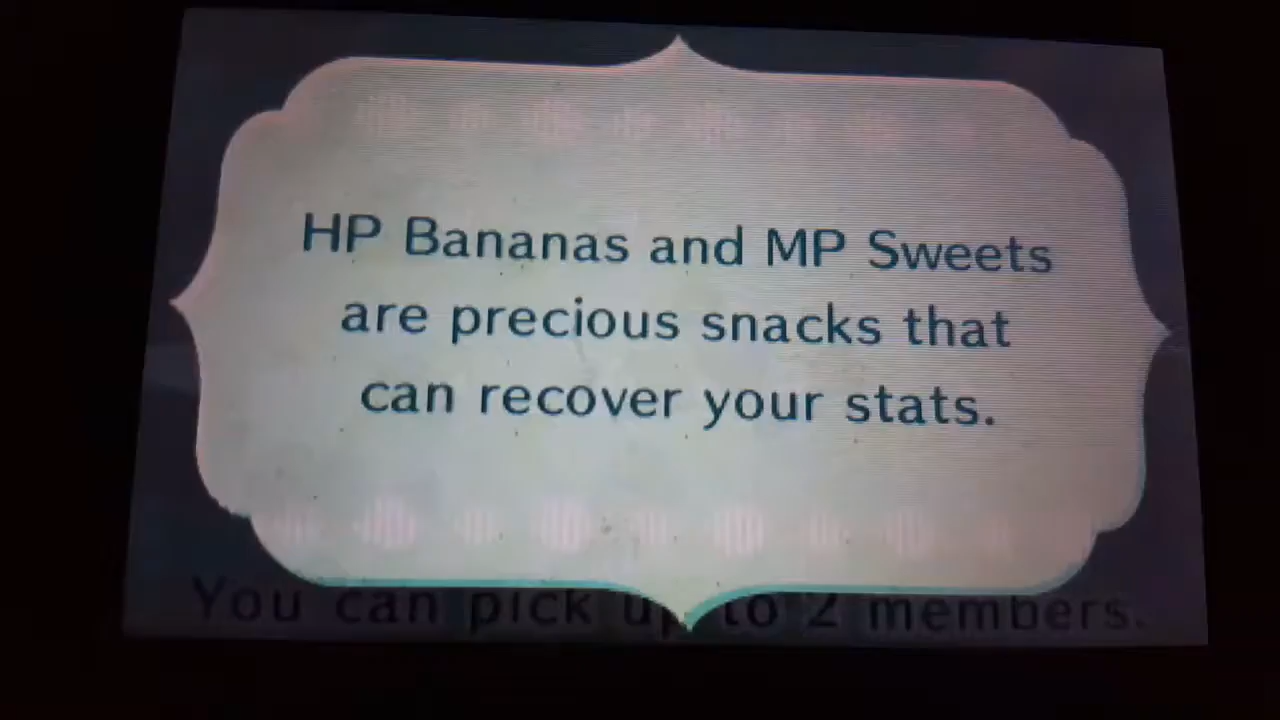 HP Bananas and MP Sweets
are precious snacks that
can recover your stats.
You can pick up to 2 members.